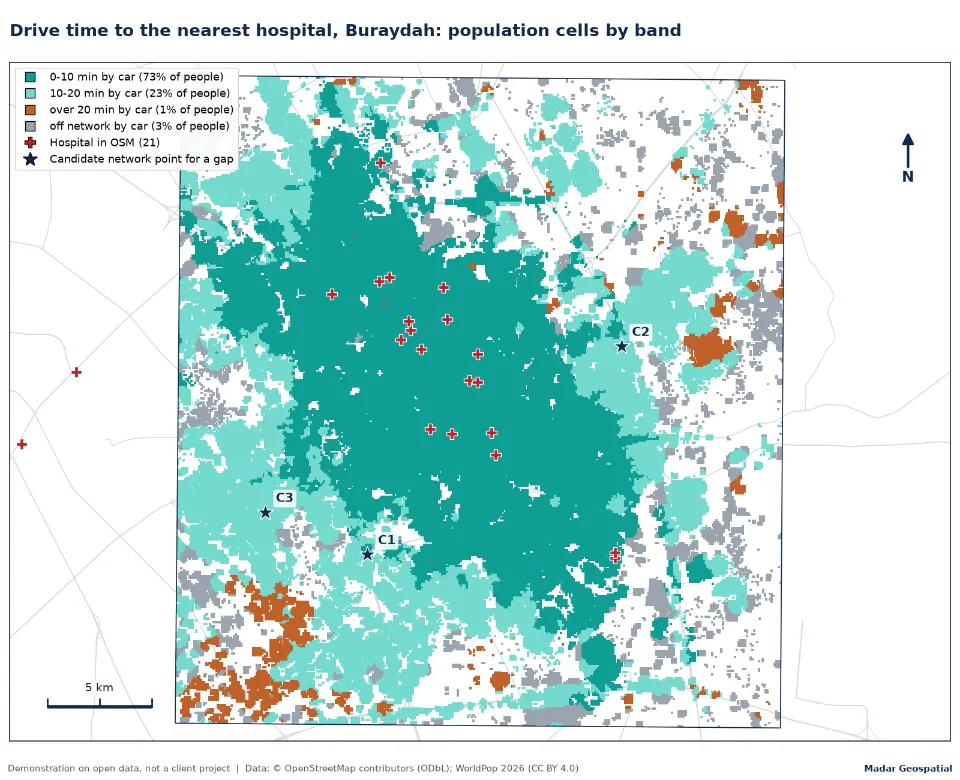 Drive time to the nearest hospital, Buraydah: population cells by band
0-10 min by car (73% of people)
10-20 min by car (23% of people)
over 20 min by car (1% of people)
off network by car (3% of people)
Hospital in OSM (21)
Candidate network point for a gap
N
C2
C3
C1
5 km
Demonstration on open data, not a client project | Data: © OpenStreetMap contributors (ODbL); WorldPop 2026 (CC BY 4.0)
Madar Geospatial